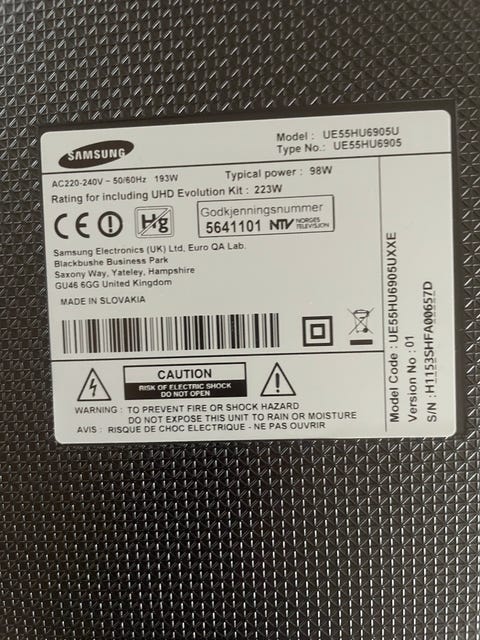 SAMSUNG
Model : UE55HU6905U
Type No.: UE55HU6905
AC220-240V ~ 50/60Hz 193W Typical power : 98W
Rating for including UHD Evolution Kit : 223W
CE Hg
Godkjenningsnummer
5641101 NTV NORGES TELEVISION
Samsung Electronics (UK) Ltd, Euro QA Lab.
Blackbushe Business Park
Saxony Way, Yateley, Hampshire
GU46 6GG United Kingdom
MADE IN SLOVAKIA
CAUTION
RISK OF ELECTRIC SHOCK
DO NOT OPEN
WARNING : TO PREVENT FIRE OR SHOCK HAZARD
DO NOT EXPOSE THIS UNIT TO RAIN OR MOISTURE
AVIS : RISQUE DE CHOC ELECTRIQUE - NE PAS OUVRIR
Model Code : UE55HU6905UXXE
Version No : 01
S/N : H1153SHFA00657D